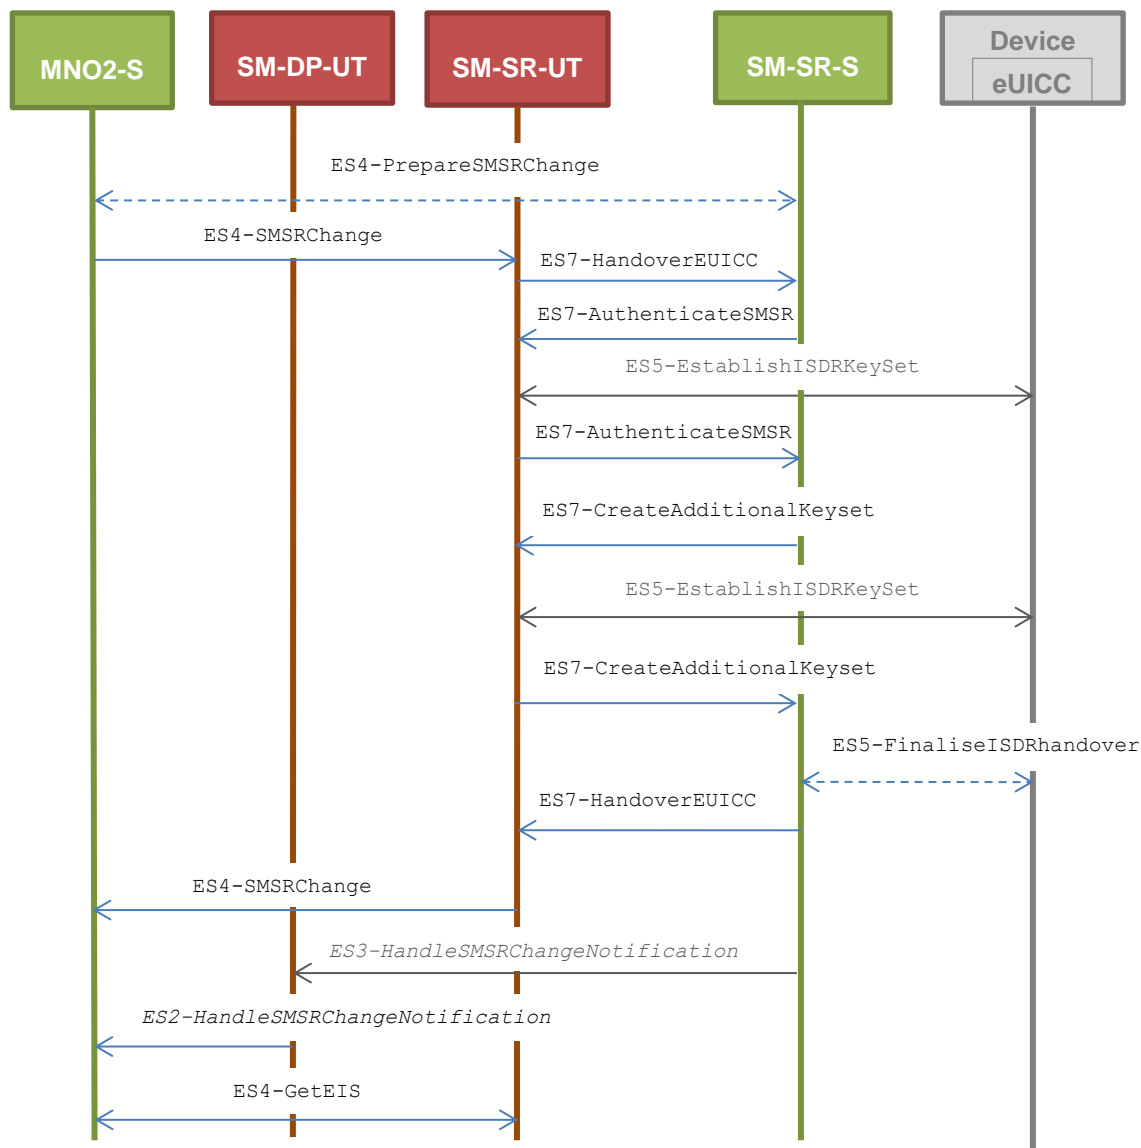 MNO2-S
SM-DP-UT
SM-SR-UT
SM-SR-S
Device
eUICC
ES4-PrepareSMSRChange
ES4-SMSRChange
ES7-HandoverEUICC
ES7-AuthenticateSMSR
ES5-EstablishISDRKeySet
ES7-AuthenticateSMSR
ES7-CreateAdditionalKeyset
ES5-EstablishISDRKeySet
ES7-CreateAdditionalKeyset
ES5-FinaliseISDRhandover
ES7-HandoverEUICC
ES4-SMSRChange
ES3-HandleSMSRChangeNotification
ES2-HandleSMSRChangeNotification
ES4-GetEIS